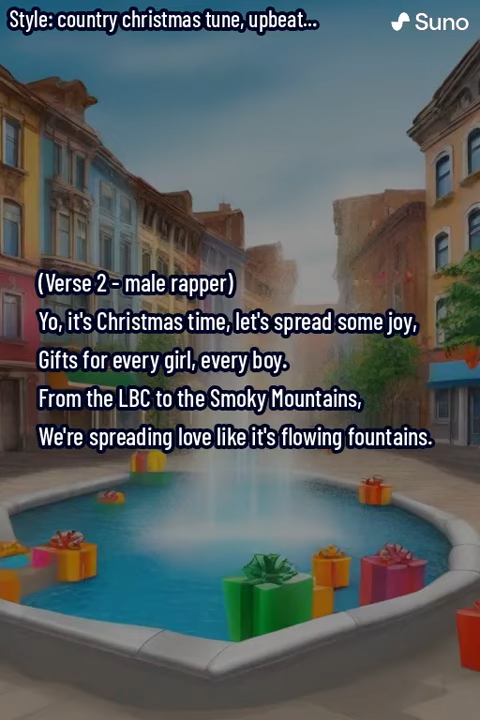 Style: country christmas tune, upbeat...
Suno
(Verse 2 - male rapper)
Yo, it's Christmas time, let's spread some joy,
Gifts for every girl, every boy.
From the LBC to the Smoky Mountains,
We're spreading love like it's flowing fountains.